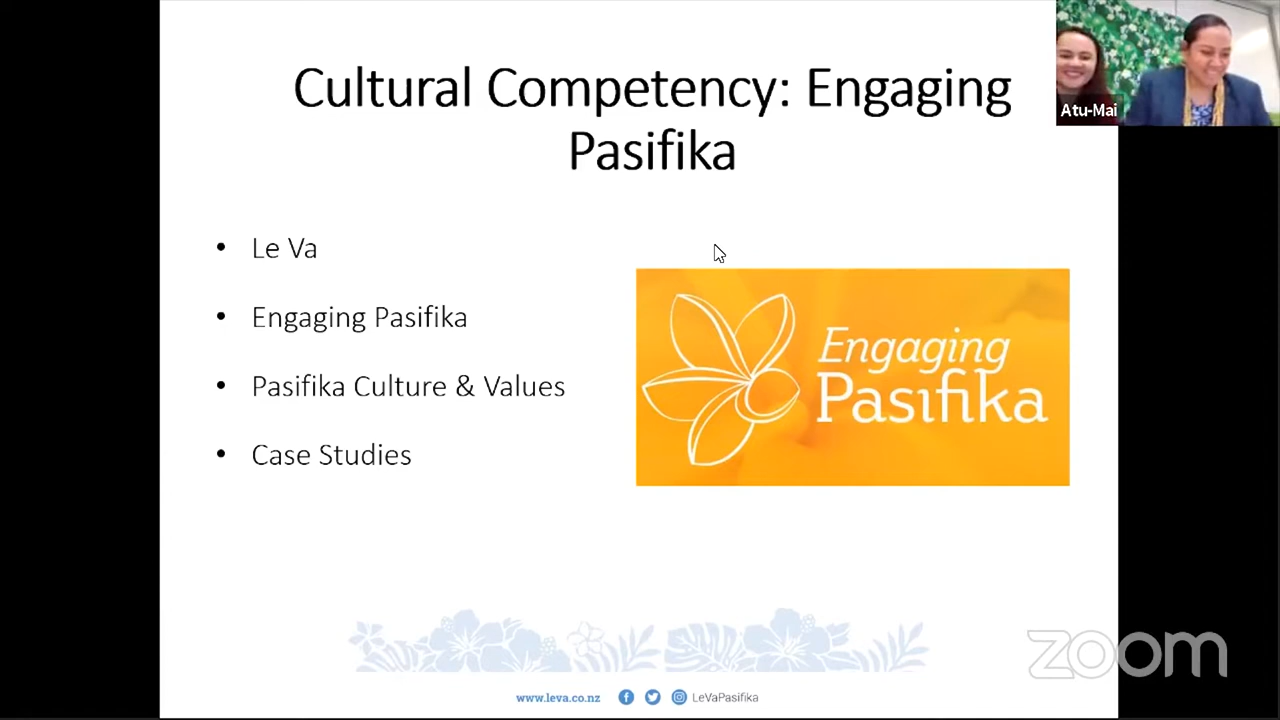 Cultural Competency: Engaging
Pasifika
Atu-Mai
• Le Va
• Engaging Pasifika
• Pasifika Culture & Values
• Case Studies
Engaging
Pasifika
www.leva.co.nz LeVaPasifika
zoom